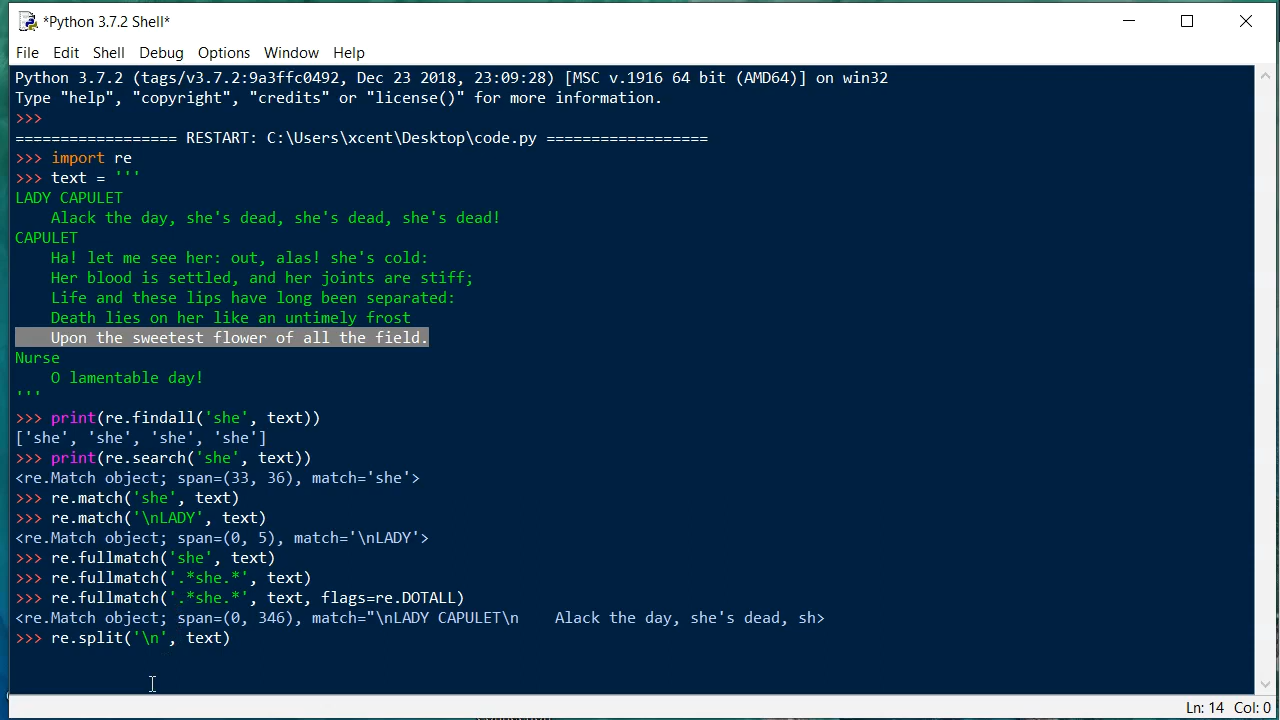 *Python 3.7.2 Shell*
File Edit Shell Debug Options Window Help
Python 3.7.2 (tags/v3.7.2:9a3ffc0492, Dec 23 2018, 23:09:28) [MSC v.1916 64 bit (AMD64)] on win32
Type "help", "copyright", "credits" or "license()" for more information.
>>>
================== RESTART: C:\Users\xcent\Desktop\code.py ==================
>>> import re
>>> text = '''
LADY CAPULET
    Alack the day, she's dead, she's dead, she's dead!
CAPULET
    Ha! let me see her: out, alas! she's cold:
    Her blood is settled, and her joints are stiff;
    Life and these lips have long been separated:
    Death lies on her like an untimely frost
    Upon the sweetest flower of all the field.
Nurse
    O lamentable day!
'''
>>> print(re.findall('she', text))
['she', 'she', 'she', 'she']
>>> print(re.search('she', text))
<re.Match object; span=(33, 36), match='she'>
>>> re.match('she', text)
>>> re.match('\nLADY', text)
<re.Match object; span=(0, 5), match='\nLADY'>
>>> re.fullmatch('she', text)
>>> re.fullmatch('.*she.*', text)
>>> re.fullmatch('.*she.*', text, flags=re.DOTALL)
<re.Match object; span=(0, 346), match="\nLADY CAPULET\n    Alack the day, she's dead, sh>
>>> re.split('\n', text)
Ln: 14 Col: 0